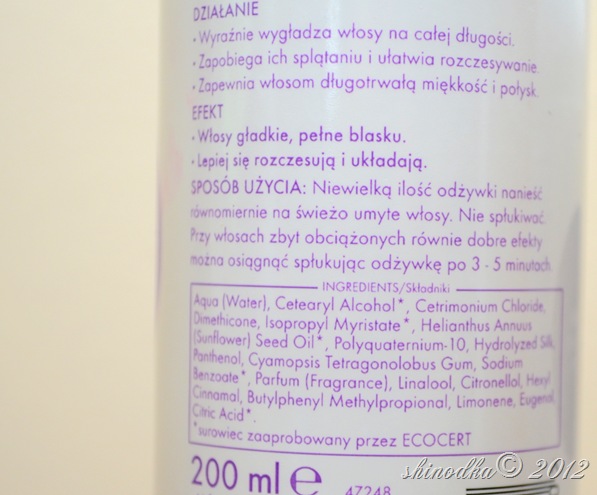 DZIAŁANIE
• Wyraźnie wygładza włosy na całej długości.
• Zapobiega ich splątaniu i ułatwia rozczesywanie.
• Zapewnia włosom długotrwałą miękkość i połysk.
EFEKT
• Włosy gładkie, pełne blasku.
• Lepiej się rozczesują i układają.
SPOSÓB UŻYCIA: Niewielką ilość odżywki nanieść
równomiernie na świeżo umyte włosy. Nie spłukiwać.
Przy włosach zbyt obciążonych równie dobre efekty
można osiągnąć spłukując odżywkę po 3 - 5 minutach.
INGREDIENTS/Składniki
Aqua (Water), Cetearyl Alcohol*, Cetrimonium Chloride,
Dimethicone, Isopropyl Myristate*, Helianthus Annuus
(Sunflower) Seed Oil*, Polyquaternium-10, Hydrolyzed Silk,
Panthenol, Cyamopsis Tetragonolobus Gum, Sodium
Benzoate*, Parfum (Fragrance), Linalool, Citronellol, Hexyl
Cinnamal, Butylphenyl Methylpropional, Limonene, Eugenol,
Citric Acid*.
*surowiec zaaprobowany przez ECOCERT
200 ml e
47248
shinodka© 2012